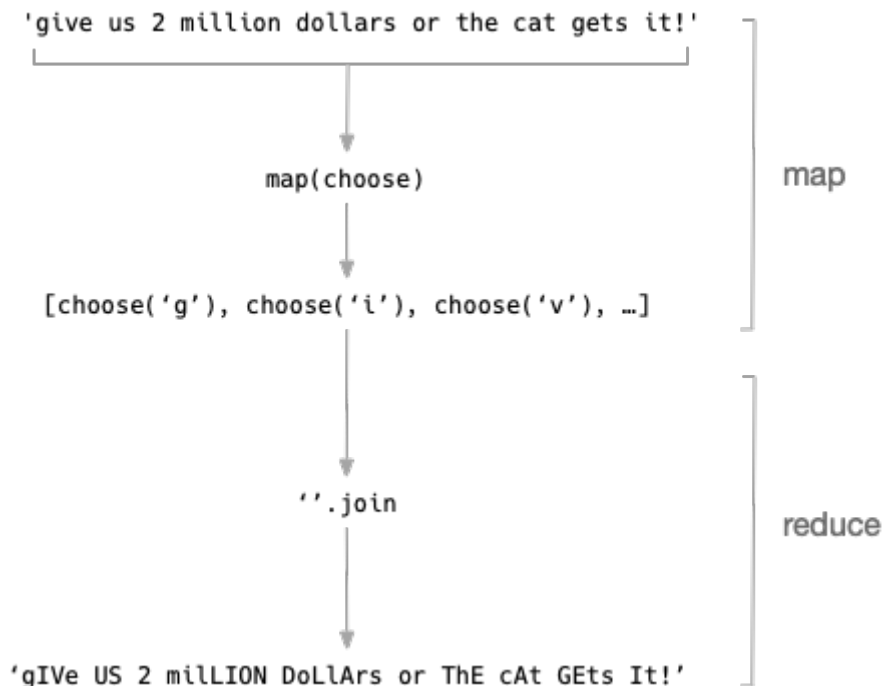 'give us 2 million dollars or the cat gets it!'
map(choose)
map
[choose(‘g’), choose(‘i’), choose(‘v’), …]
‘’.join
reduce
‘gIVe US 2 milLION DoLlArs or ThE cAt GEts It!’